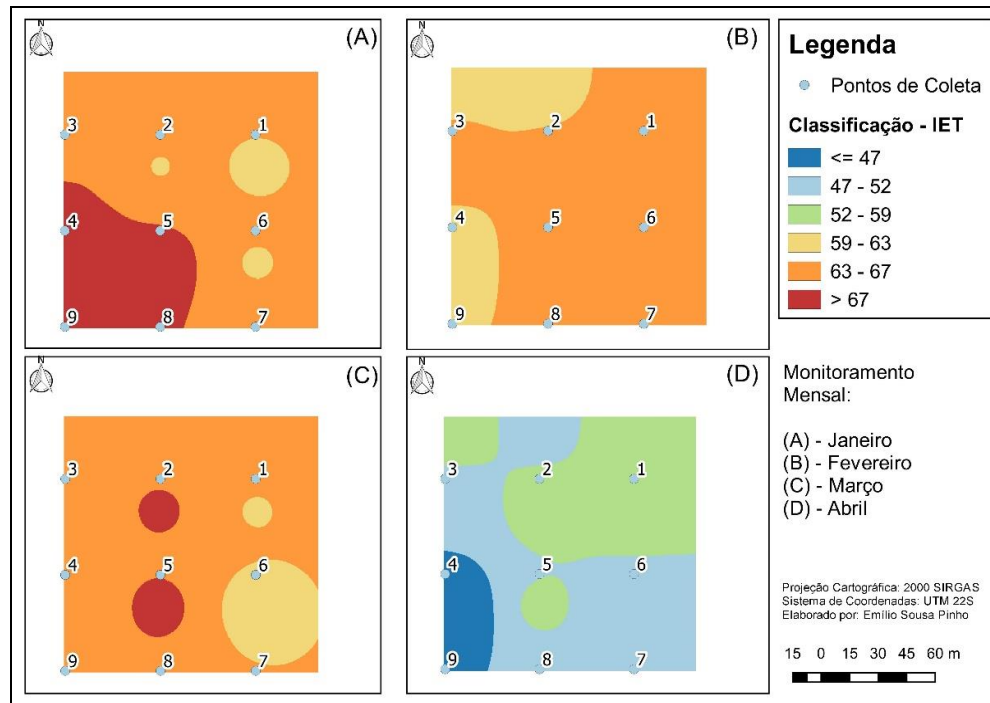 N
(A)
3 2 1
4 5 6
9 8 7
N
(B)
3 2 1
4 5 6
9 8 7
Legenda
Pontos de Coleta
Classificação - IET
<= 47
47 - 52
52 - 59
59 - 63
63 - 67
> 67
N
(C)
3 2 1
4 5 6
9 8 7
N
(D)
3 2 1
4 5 6
9 8 7
Monitoramento
Mensal:
(A) - Janeiro
(B) - Fevereiro
(C) - Março
(D) - Abril
Projeção Cartográfica: 2000 SIRGAS
Sistema de Coordenadas: UTM 22S
Elaborado por: Emílio Sousa Pinho
15 0 15 30 45 60 m